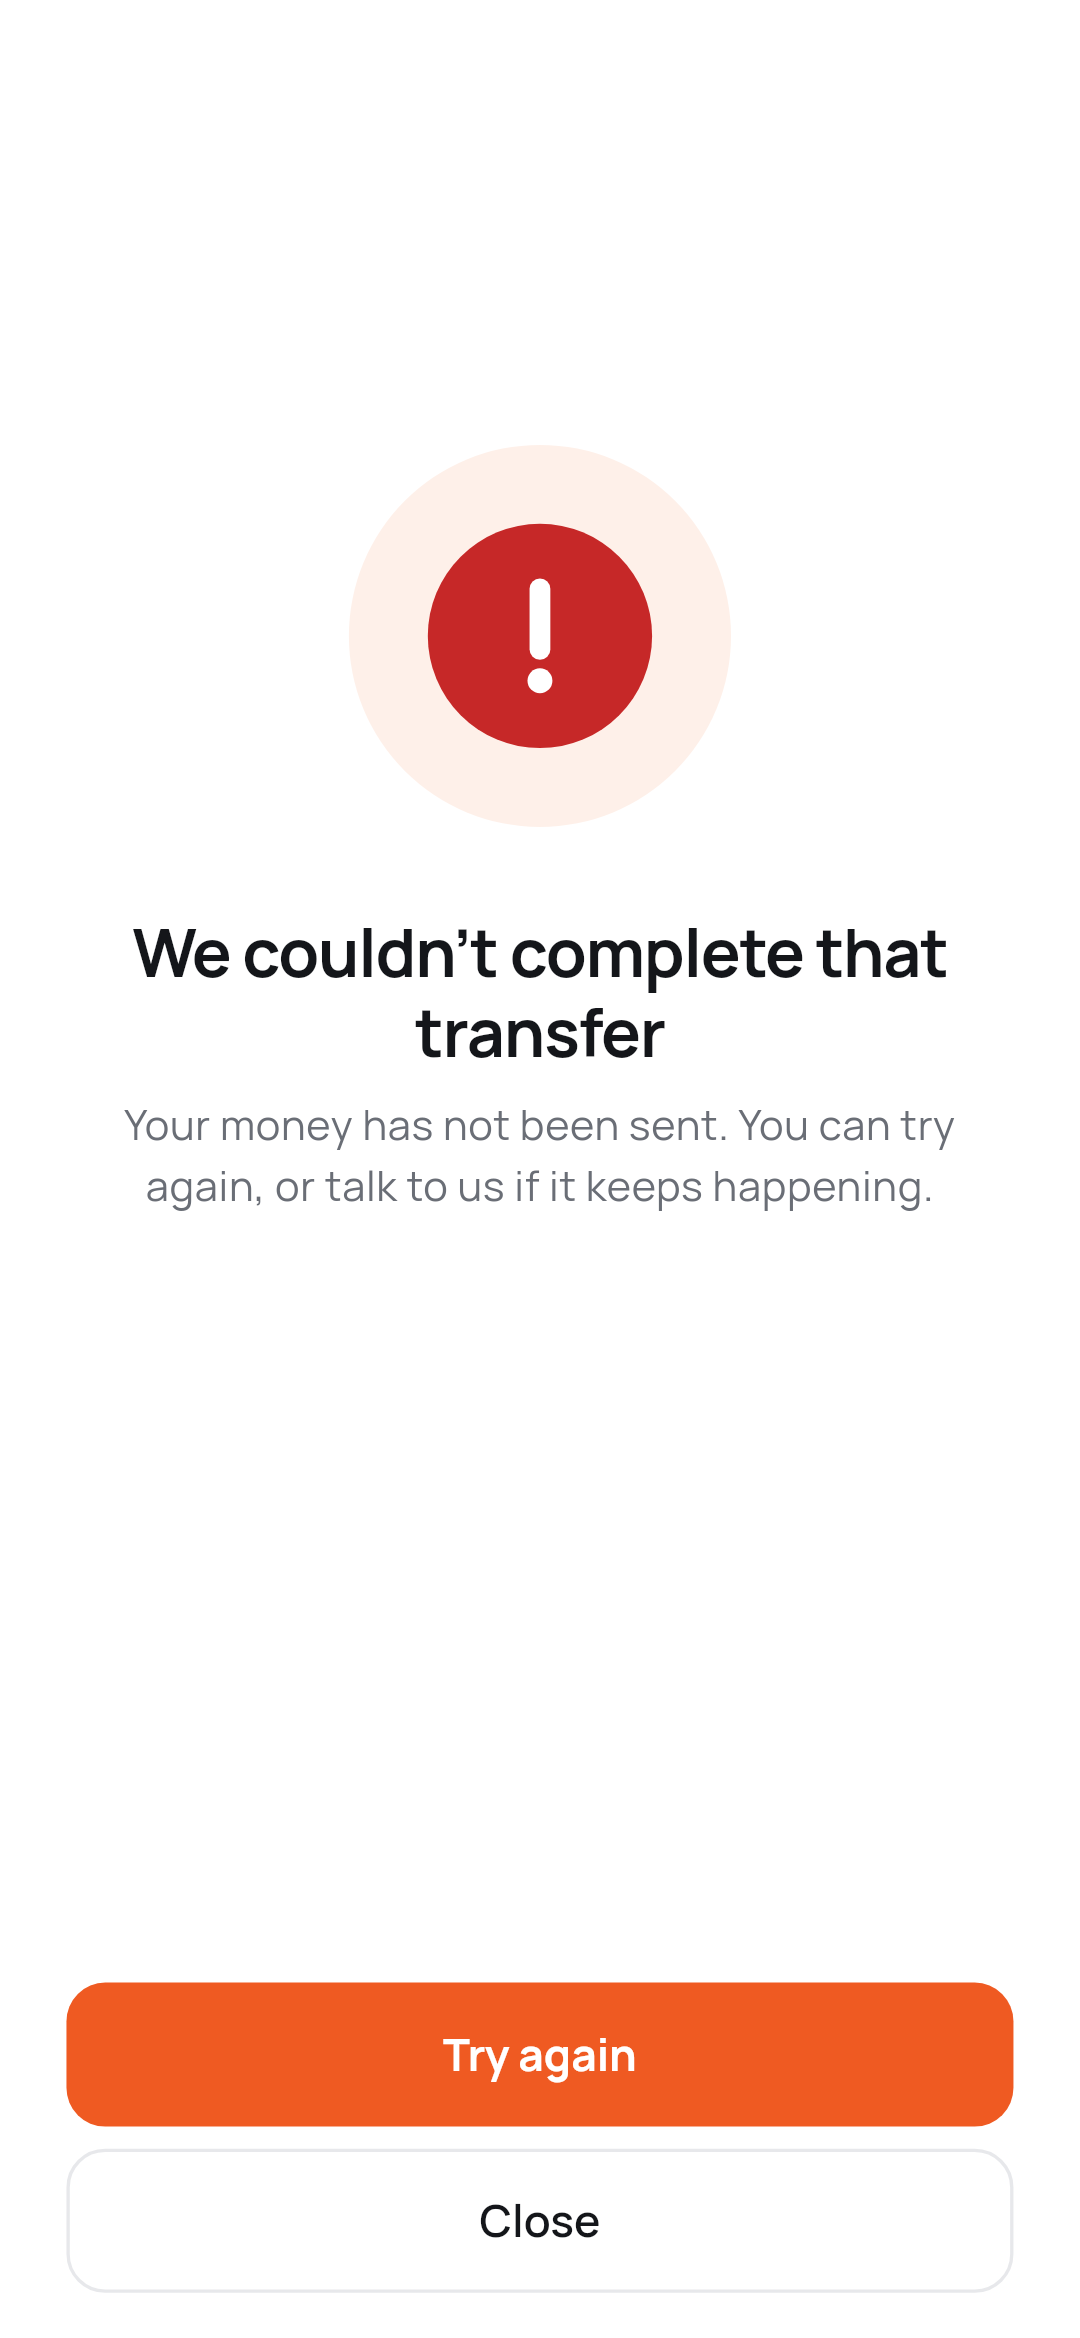 We couldn’t complete that
transfer
Your money has not been sent. You can try
again, or talk to us if it keeps happening.
Try again
Close